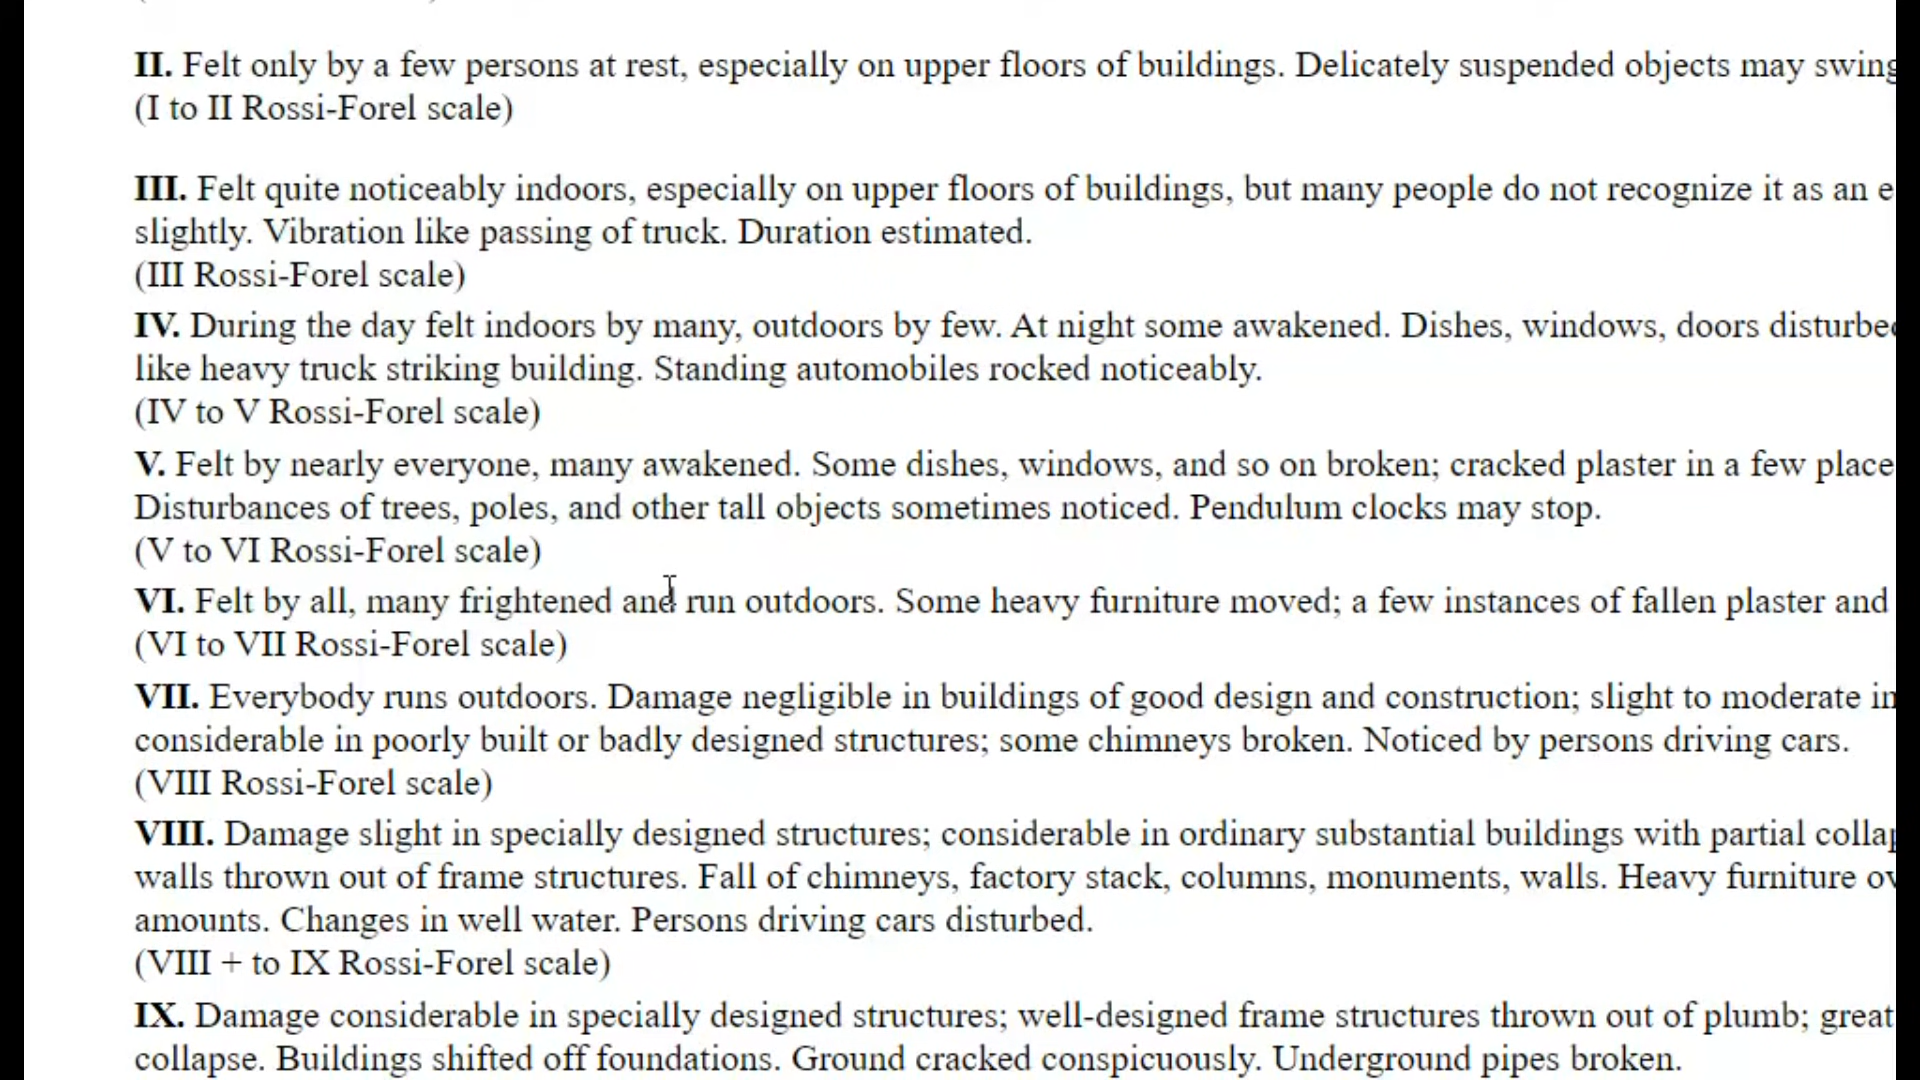 II. Felt only by a few persons at rest, especially on upper floors of buildings. Delicately suspended objects may swing
(I to II Rossi-Forel scale)
III. Felt quite noticeably indoors, especially on upper floors of buildings, but many people do not recognize it as an e
slightly. Vibration like passing of truck. Duration estimated.
(III Rossi-Forel scale)
IV. During the day felt indoors by many, outdoors by few. At night some awakened. Dishes, windows, doors disturbed
like heavy truck striking building. Standing automobiles rocked noticeably.
(IV to V Rossi-Forel scale)
V. Felt by nearly everyone, many awakened. Some dishes, windows, and so on broken; cracked plaster in a few place
Disturbances of trees, poles, and other tall objects sometimes noticed. Pendulum clocks may stop.
(V to VI Rossi-Forel scale)
VI. Felt by all, many frightened and run outdoors. Some heavy furniture moved; a few instances of fallen plaster and
(VI to VII Rossi-Forel scale)
VII. Everybody runs outdoors. Damage negligible in buildings of good design and construction; slight to moderate in
considerable in poorly built or badly designed structures; some chimneys broken. Noticed by persons driving cars.
(VIII Rossi-Forel scale)
VIII. Damage slight in specially designed structures; considerable in ordinary substantial buildings with partial collap
walls thrown out of frame structures. Fall of chimneys, factory stack, columns, monuments, walls. Heavy furniture ov
amounts. Changes in well water. Persons driving cars disturbed.
(VIII + to IX Rossi-Forel scale)
IX. Damage considerable in specially designed structures; well-designed frame structures thrown out of plumb; great
collapse. Buildings shifted off foundations. Ground cracked conspicuously. Underground pipes broken.